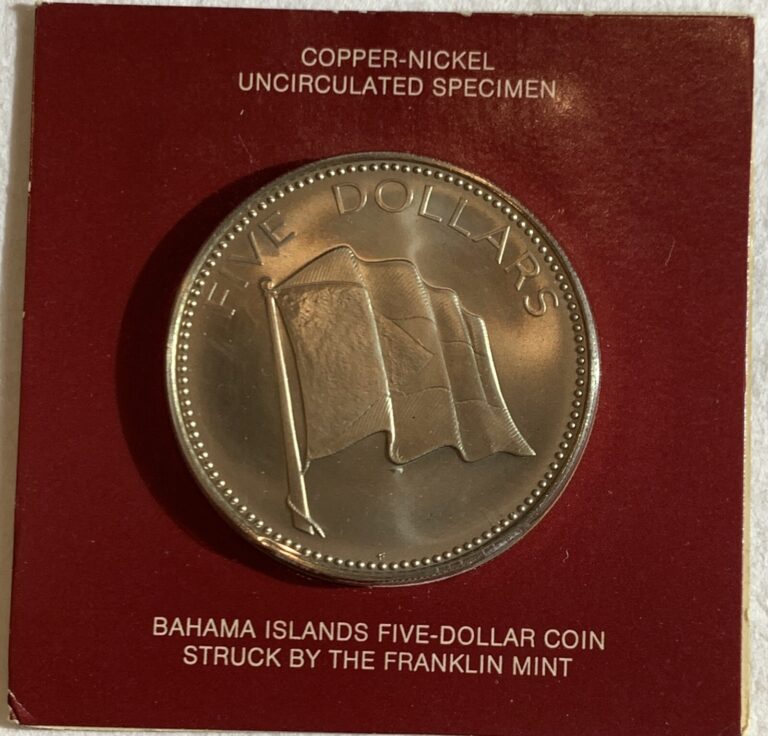 COPPER-NICKEL
UNCIRCULATED SPECIMEN
FIVE DOLLARS
F
BAHAMA ISLANDS FIVE-DOLLAR COIN
STRUCK BY THE FRANKLIN MINT